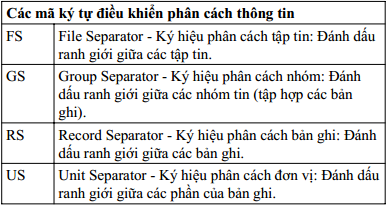 Các mã ký tự điều khiển phân cách thông tin
FS File Separator - Ký hiệu phân cách tập tin: Đánh
dấu ranh giới giữa các tập tin.
GS Group Separator - Ký hiệu phân cách nhóm: Đánh
dấu ranh giới giữa các nhóm tin (tập hợp các bản
ghi).
RS Record Separator - Ký hiệu phân cách bản ghi: Đánh
dấu ranh giới giữa các bản ghi.
US Unit Separator - Ký hiệu phân cách đơn vị: Đánh dấu
ranh giới giữa các phần của bản ghi.